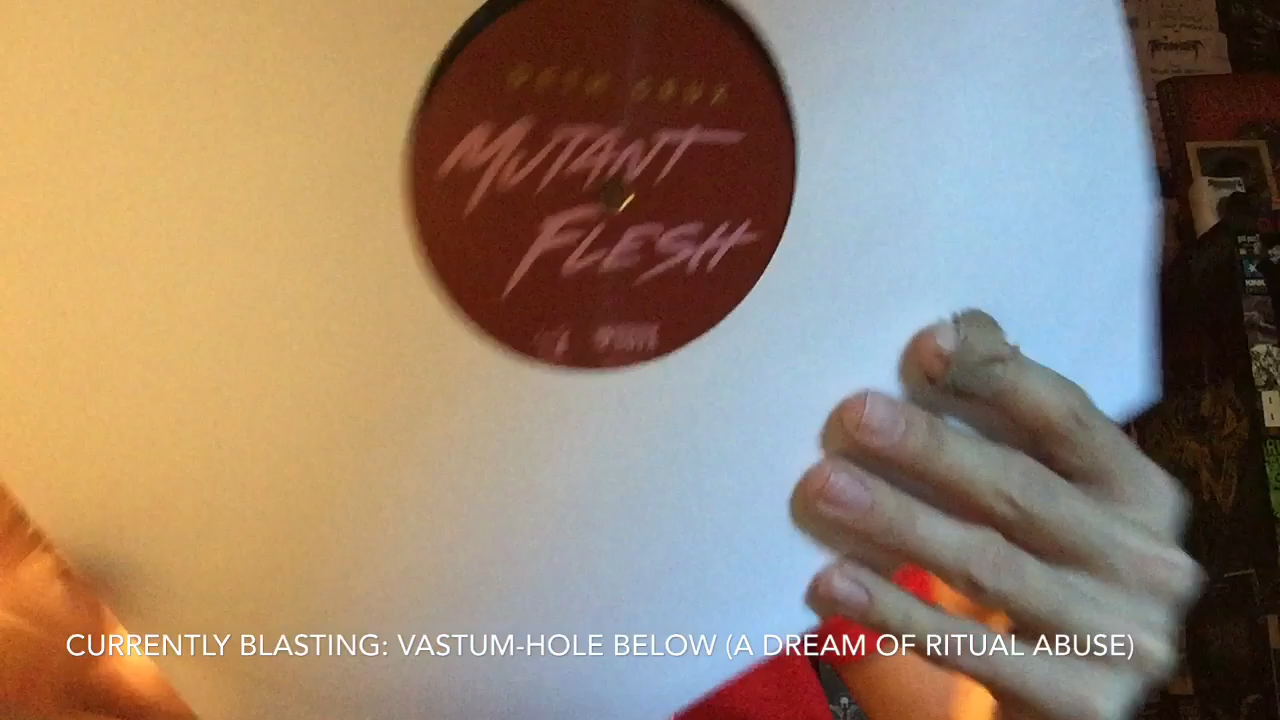 MUTANT
FLESH
CURRENTLY BLASTING: VASTUM-HOLE BELOW (A DREAM OF RITUAL ABUSE)